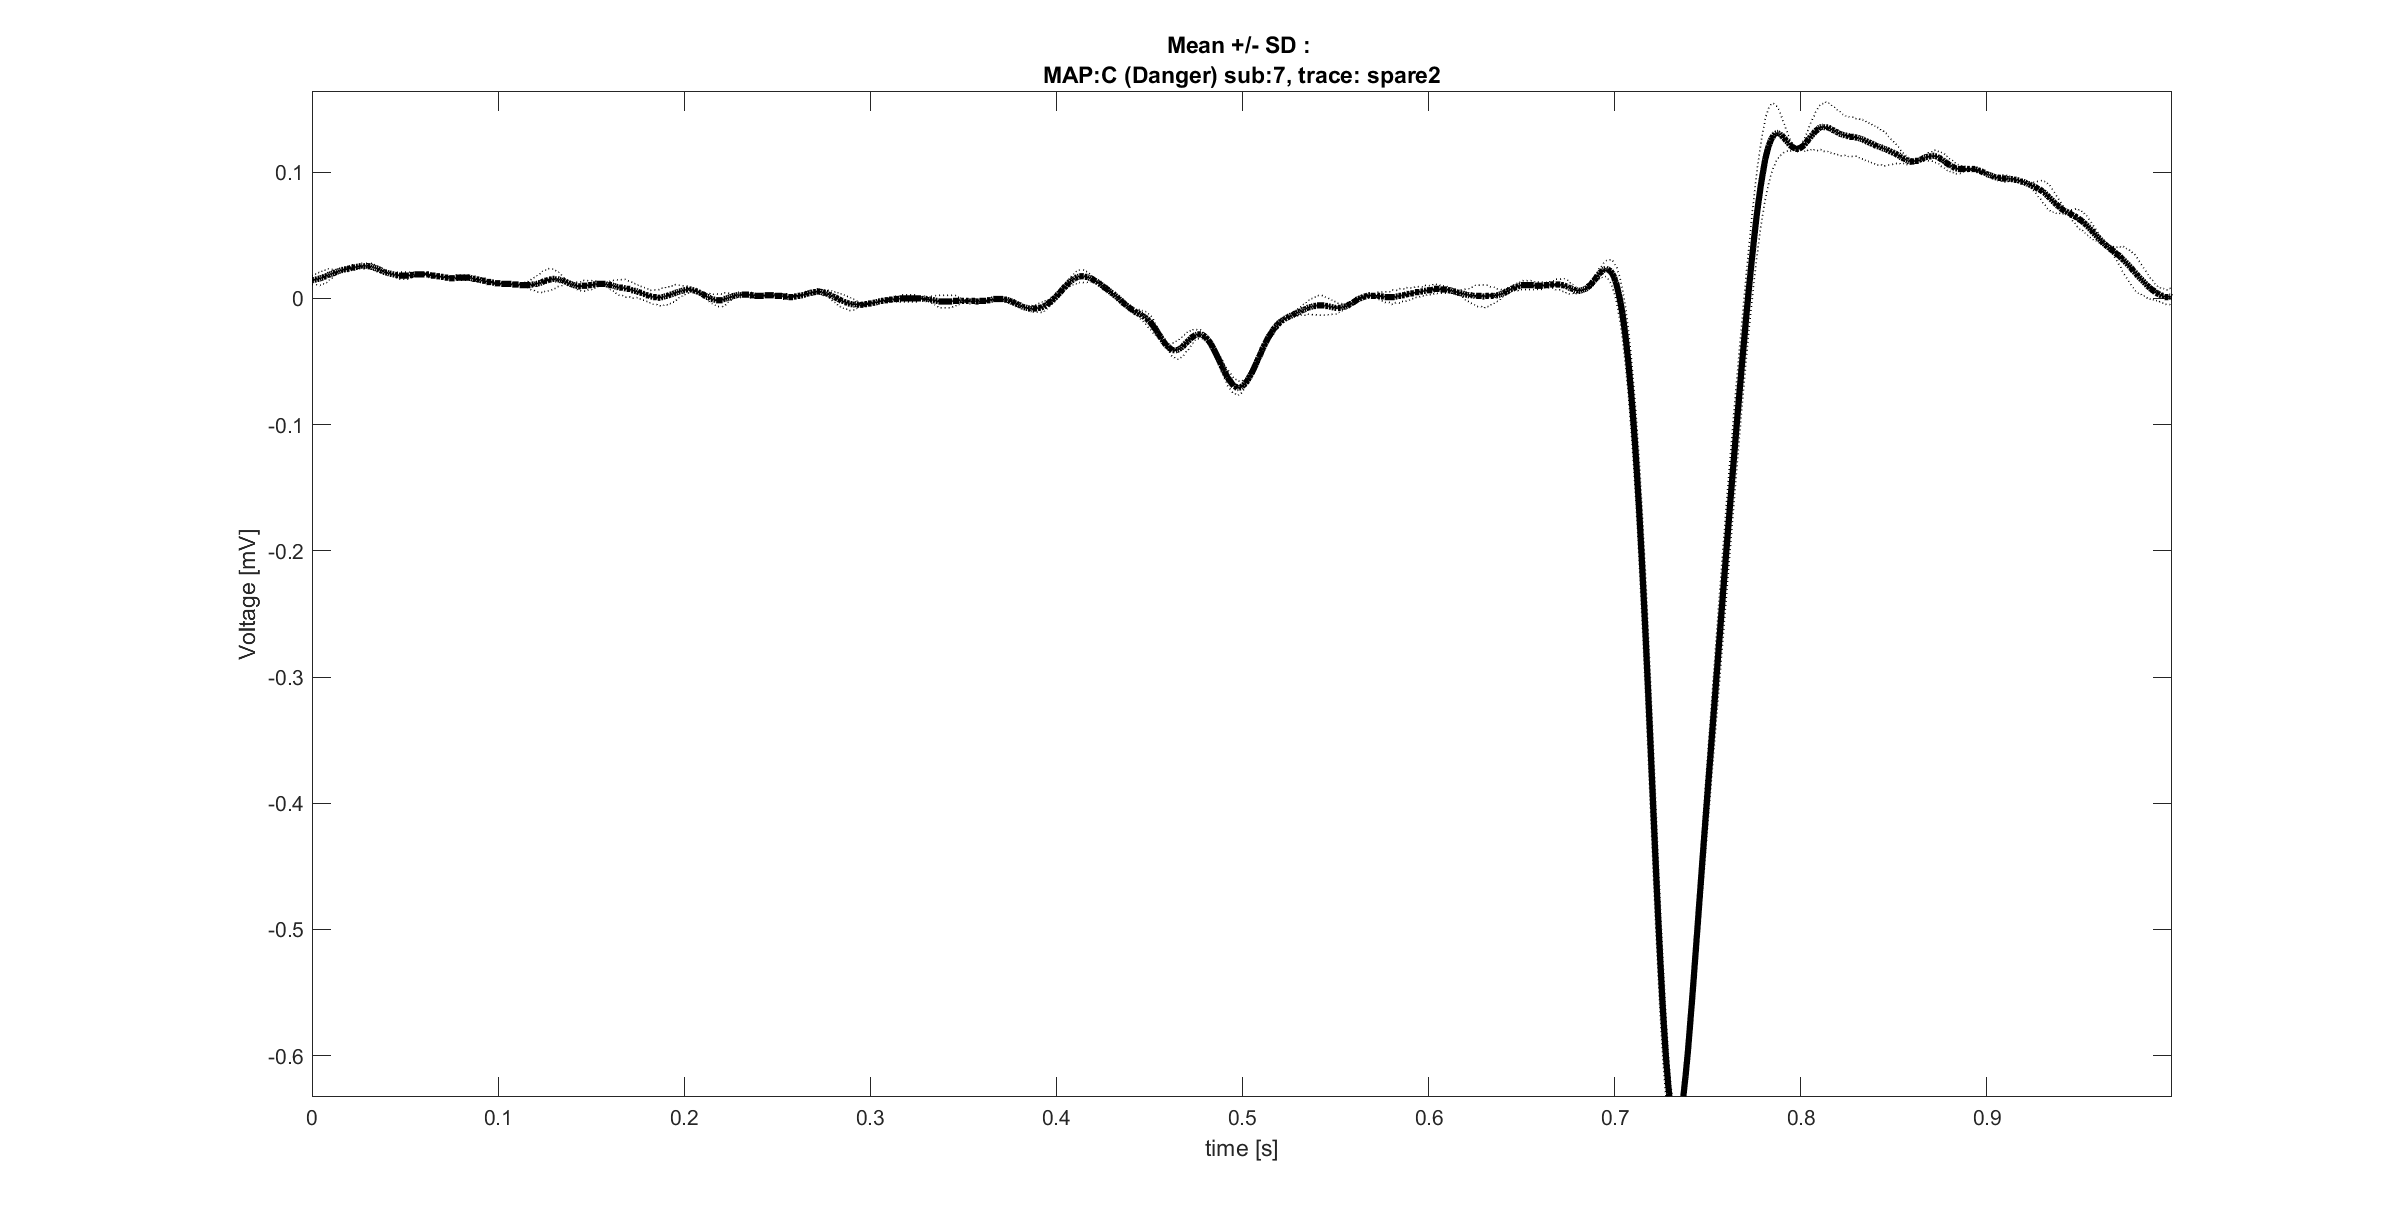 Mean +/- SD :
MAP:C (Danger) sub:7, trace: spare2
0.1
0
-0.1
-0.2
-0.3
-0.4
-0.5
-0.6
Voltage [mV]
0 0.1 0.2 0.3 0.4 0.5 0.6 0.7 0.8 0.9
time [s]